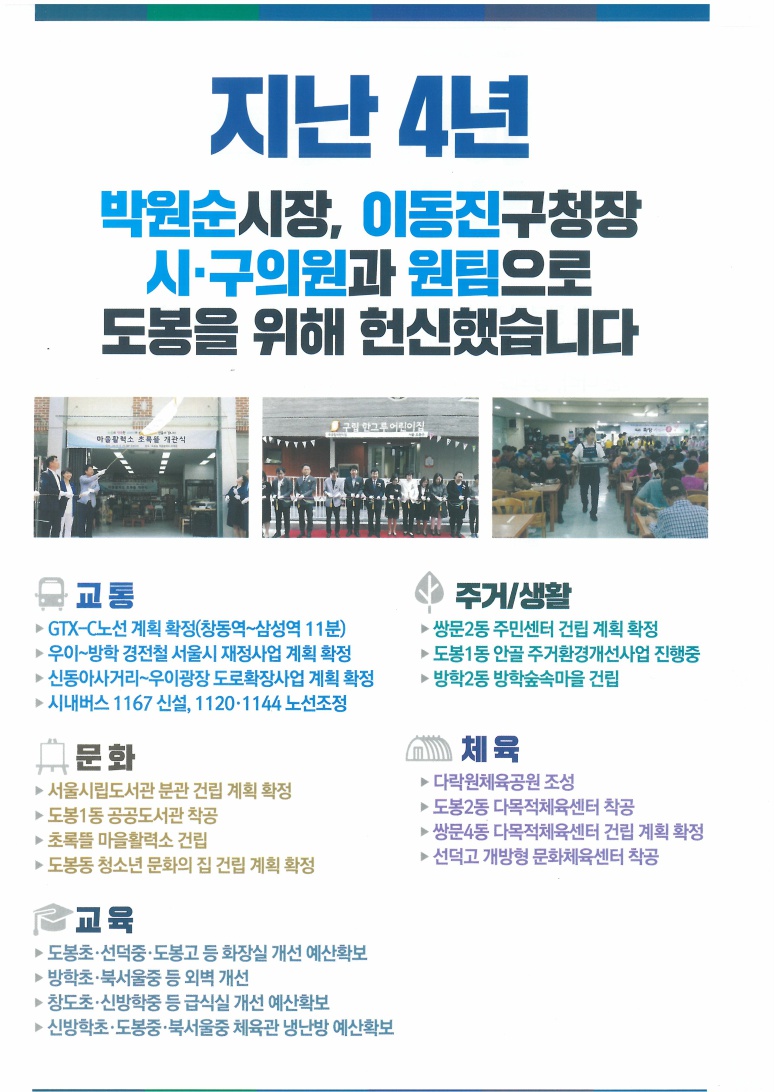 지난 4년
박원순시장, 이동진구청장
시·구의원과 원팀으로
도봉을 위해 헌신했습니다
마을활력소 초록뜰 개관식
구립 한그루 어린이집
교통
▶ GTX-C노선 계획 확정(창동역~삼성역 11분)
▶ 우이~방학 경전철 서울시 재정사업 계획 확정
▶ 신동아사거리~우이광장 도로확장사업 계획 확정
▶ 시내버스 1167 신설, 1120·1144 노선조정
주거/생활
▶ 쌍문2동 주민센터 건립 계획 확정
▶ 도봉1동 안골 주거환경개선사업 진행중
▶ 방학2동 방학숲속마을 건립
문화
▶ 서울시립도서관 분관 건립 계획 확정
▶ 도봉1동 공공도서관 착공
▶ 초록뜰 마을활력소 건립
▶ 도봉동 청소년 문화의 집 건립 계획 확정
체육
▶ 다락원체육공원 조성
▶ 도봉2동 다목적체육센터 착공
▶ 쌍문4동 다목적체육센터 건립 계획 확정
▶ 선덕고 개방형 문화체육센터 착공
교육
▶ 도봉초·선덕중·도봉고 등 화장실 개선 예산확보
▶ 방학초·북서울중 등 외벽 개선
▶ 창도초·신방학중 등 급식실 개선 예산확보
▶ 신방학초·도봉중·북서울중 체육관 냉난방 예산확보